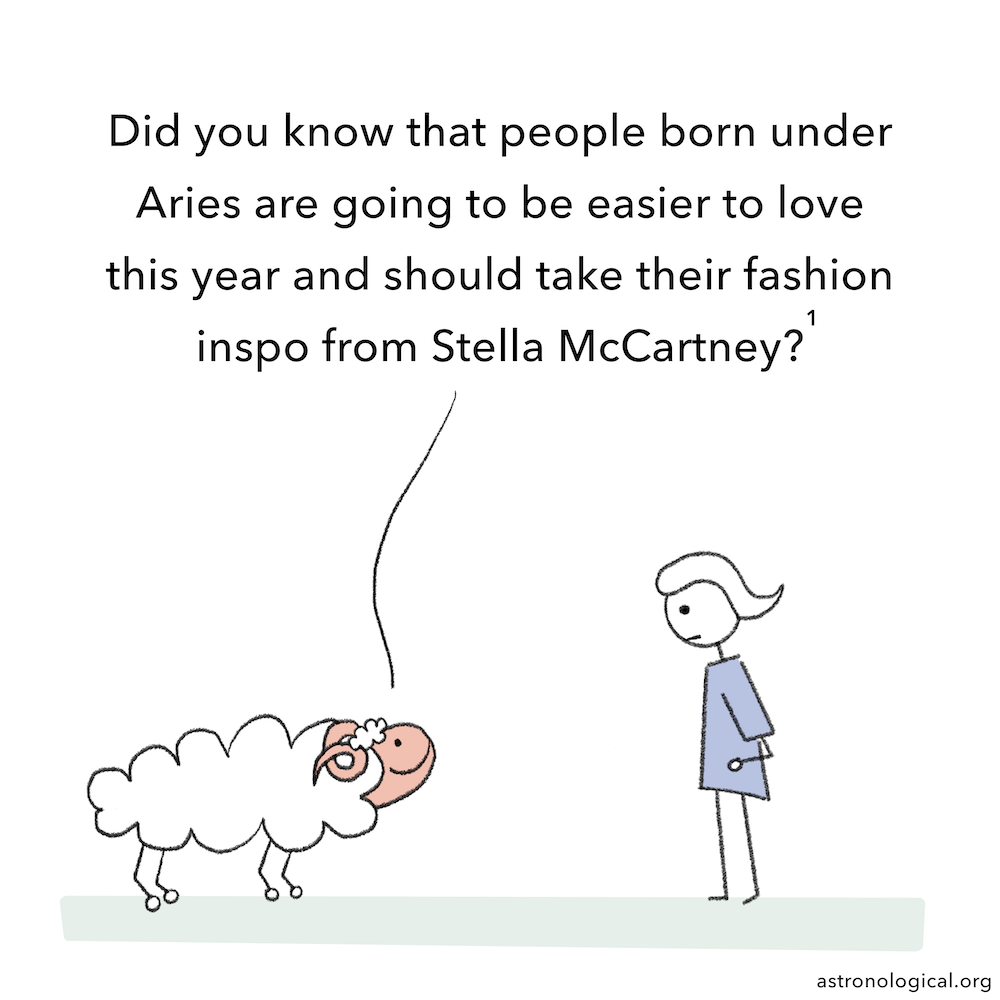 Did you know that people born under
Aries are going to be easier to love
this year and should take their fashion
inspo from Stella McCartney?¹
astronological.org